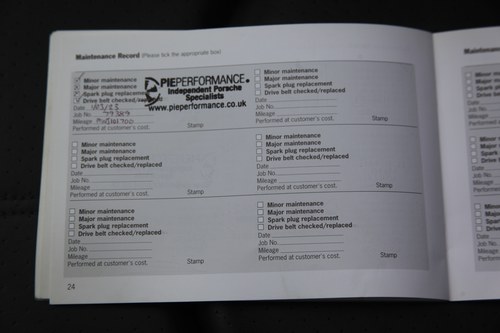 Maintenance Record (Please tick the appropriate box)
Minor maintenance
Major maintenance
Spark plug replacement
Drive belt checked/replaced
Date
Job No.
Mileage
Performed at customer's cost.
Stamp
PIEPERFORMANCE.
Independent Porsche
Specialists
www.pieperformance.co.uk
Minor maintenance
Major maintenance
Spark plug replacement
Drive belt checked/replaced
Date
Job No.
Mileage
Performed at customer's cost.
Stamp
Minor maintenance
Major maintenance
Spark plug replacement
Drive belt checked/replaced
Date
Job No.
Mileage
Performed at customer's cost.
Stamp
Minor maintenance
Major maintenance
Spark plug replacement
Drive belt checked/replaced
Date
Job No.
Mileage
Performed at customer's cost.
Stamp
Minor maintenance
Major maintenance
Spark plug replacement
Drive belt checked/replaced
Date
Job No.
Mileage
Performed at customer's cost.
Stamp
Minor maintenance
Major maintenance
Spark plug replacement
Drive belt checked/replaced
Date
Job No.
Mileage
Performed at customer's cost.
Stamp
24